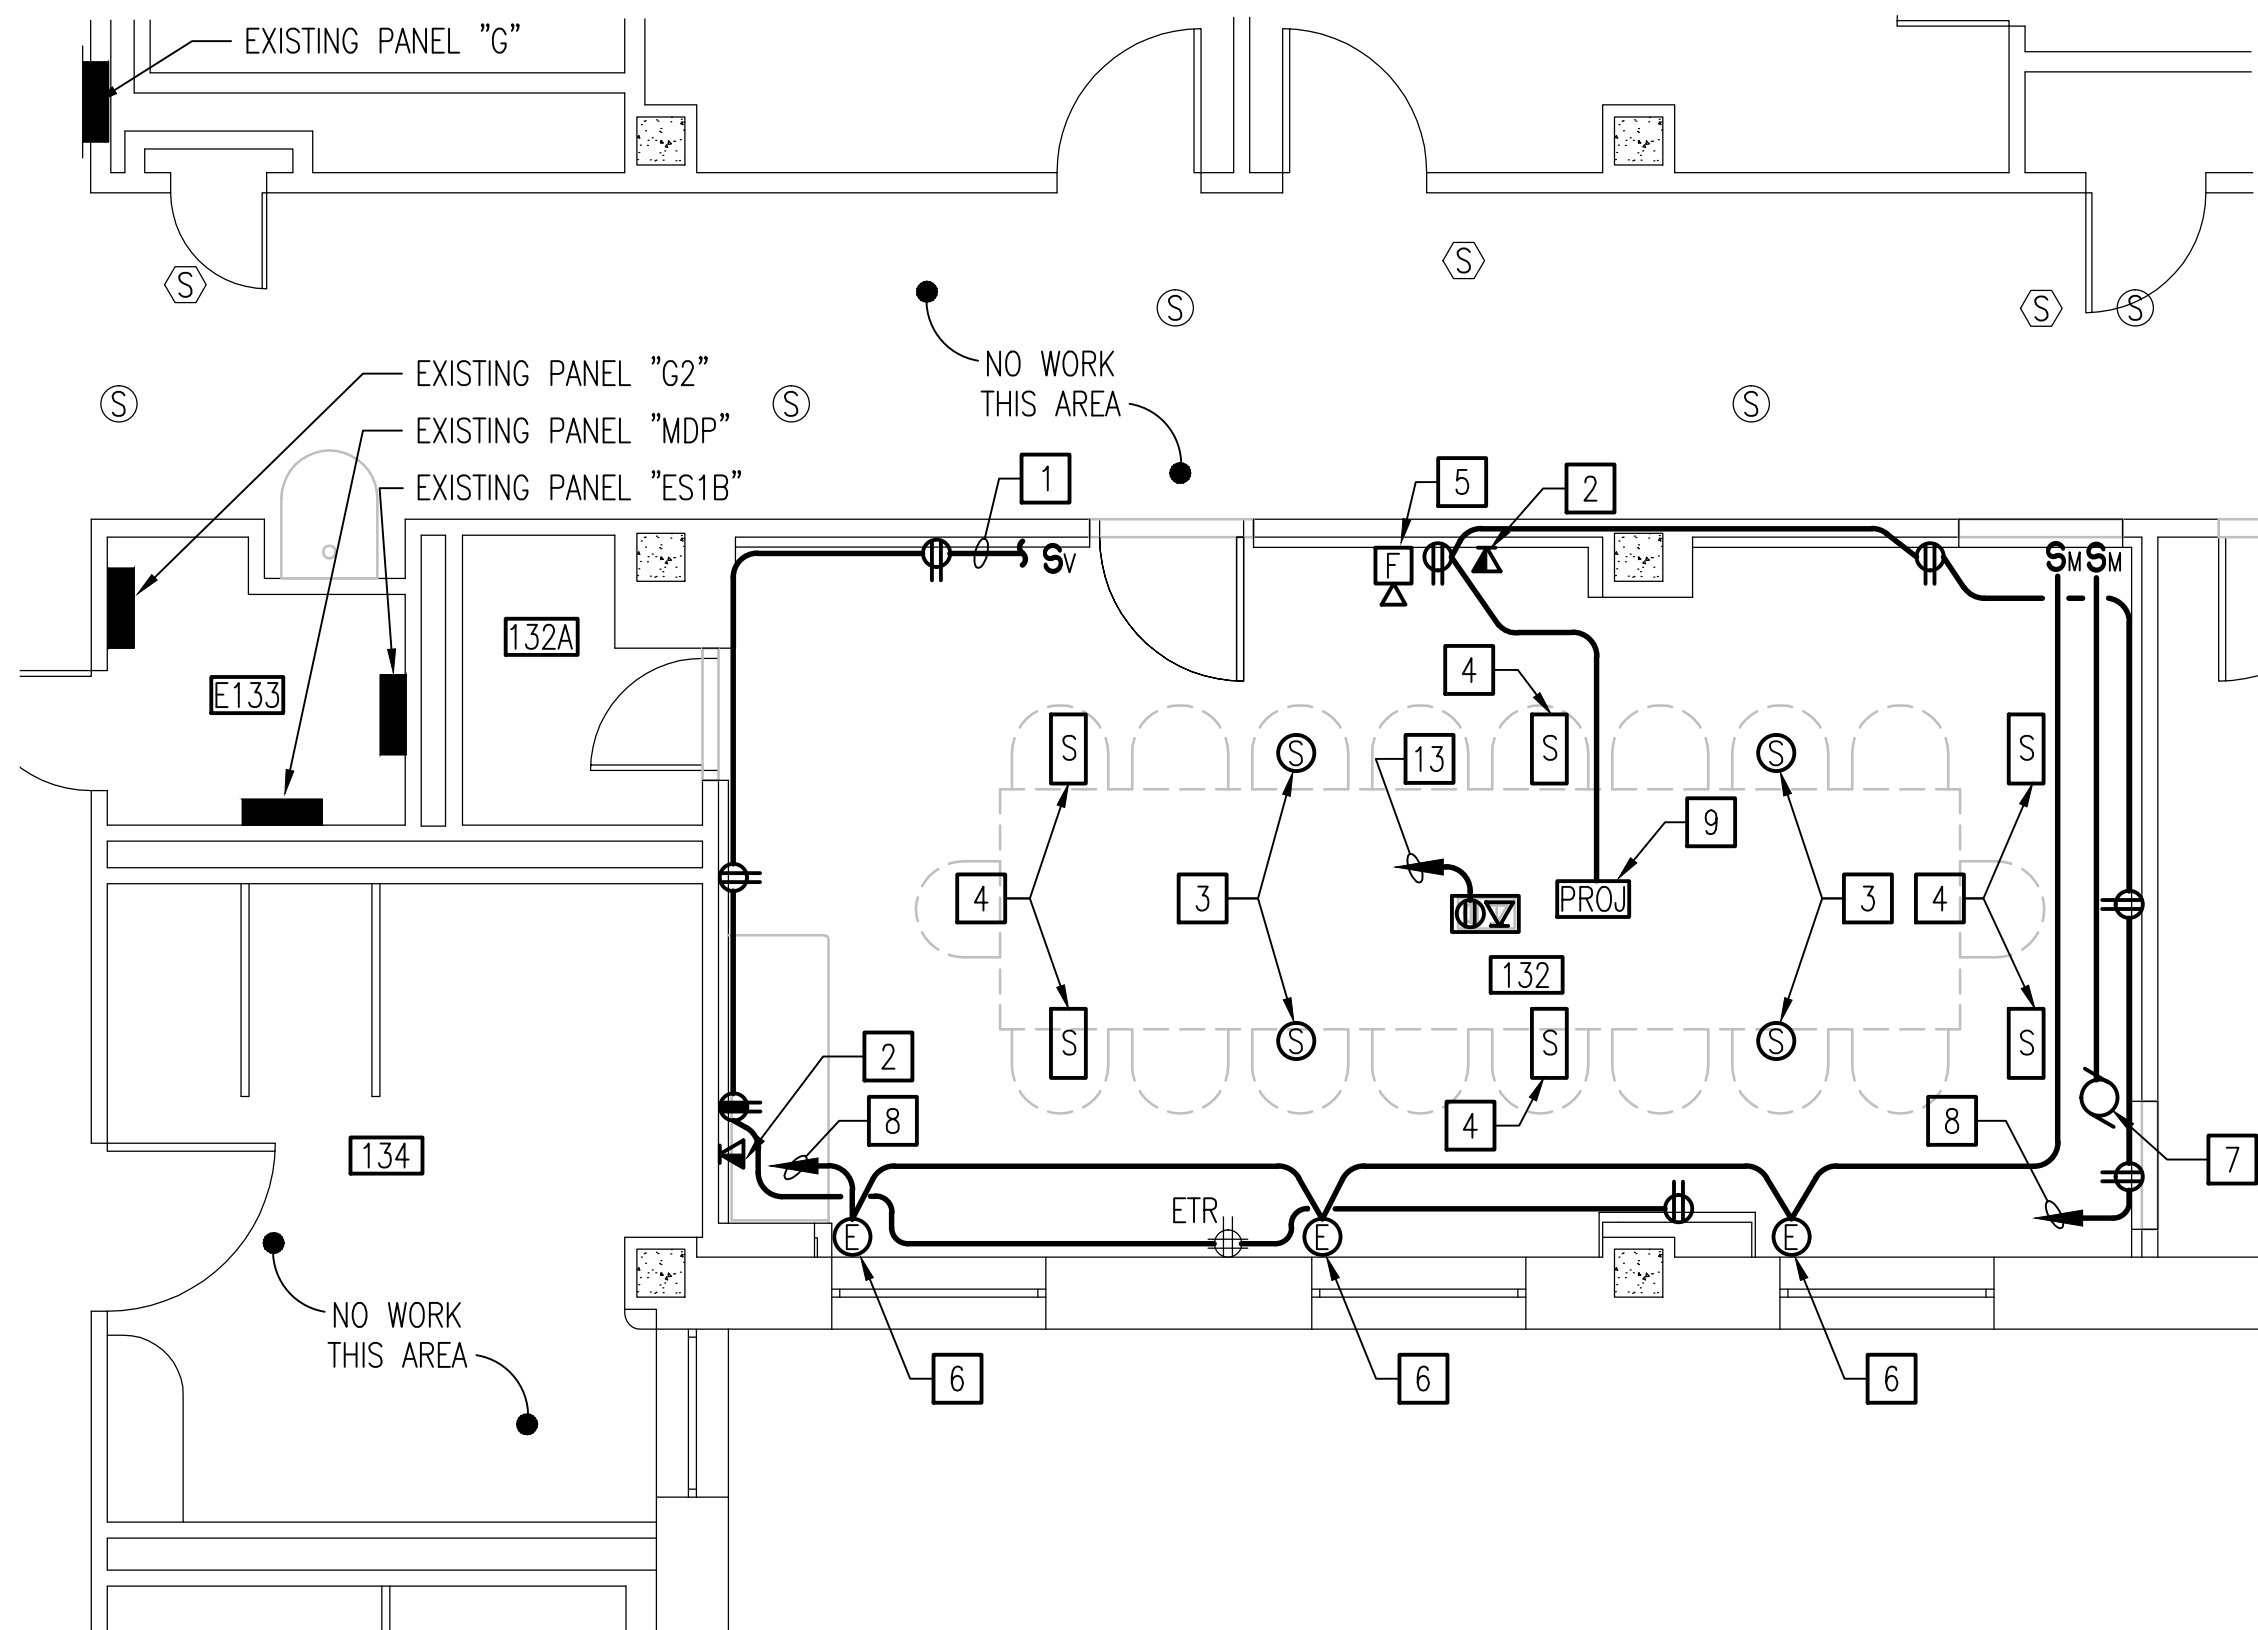 EXISTING PANEL "G"
S
S
S
S
S
NO WORK
THIS AREA
EXISTING PANEL "G2"
EXISTING PANEL "MDP"
EXISTING PANEL "ES1B"
S
S
S
1
5
2
SV
F
SM SM
132A
E133
4
S
S
S
S
S
13
9
4
3
PROJ
3
4
132
2
S
S
S
S
S
8
4
8
134
7
ETR
E
E
E
NO WORK
THIS AREA
6
6
6